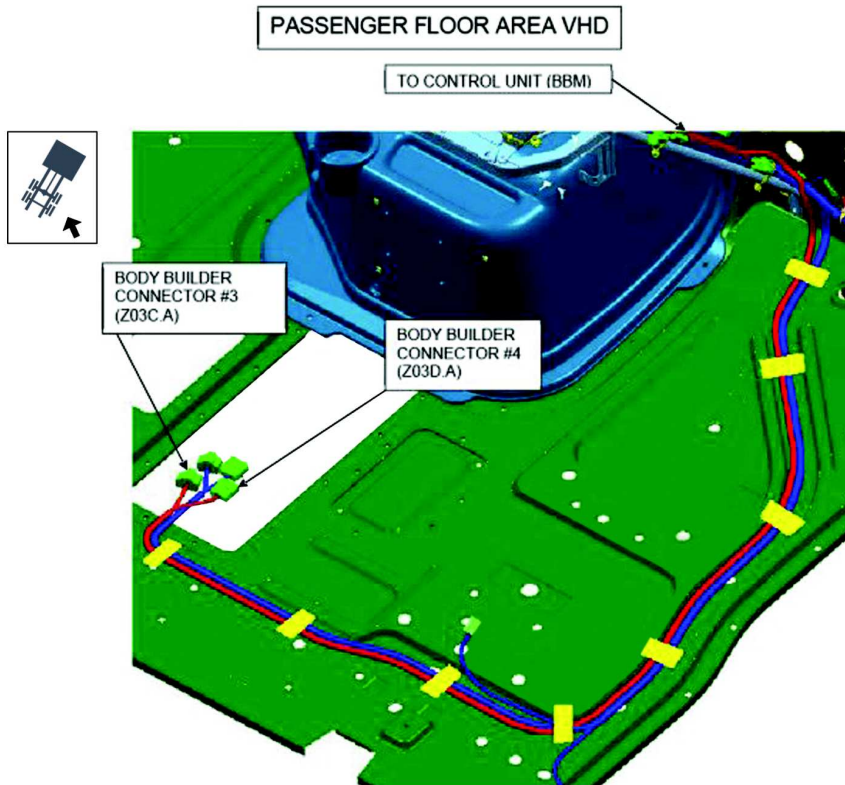 PASSENGER FLOOR AREA VHD
TO CONTROL UNIT (BBM)
BODY BUILDER
CONNECTOR #3
(Z03C.A)
BODY BUILDER
CONNECTOR #4
(Z03D.A)